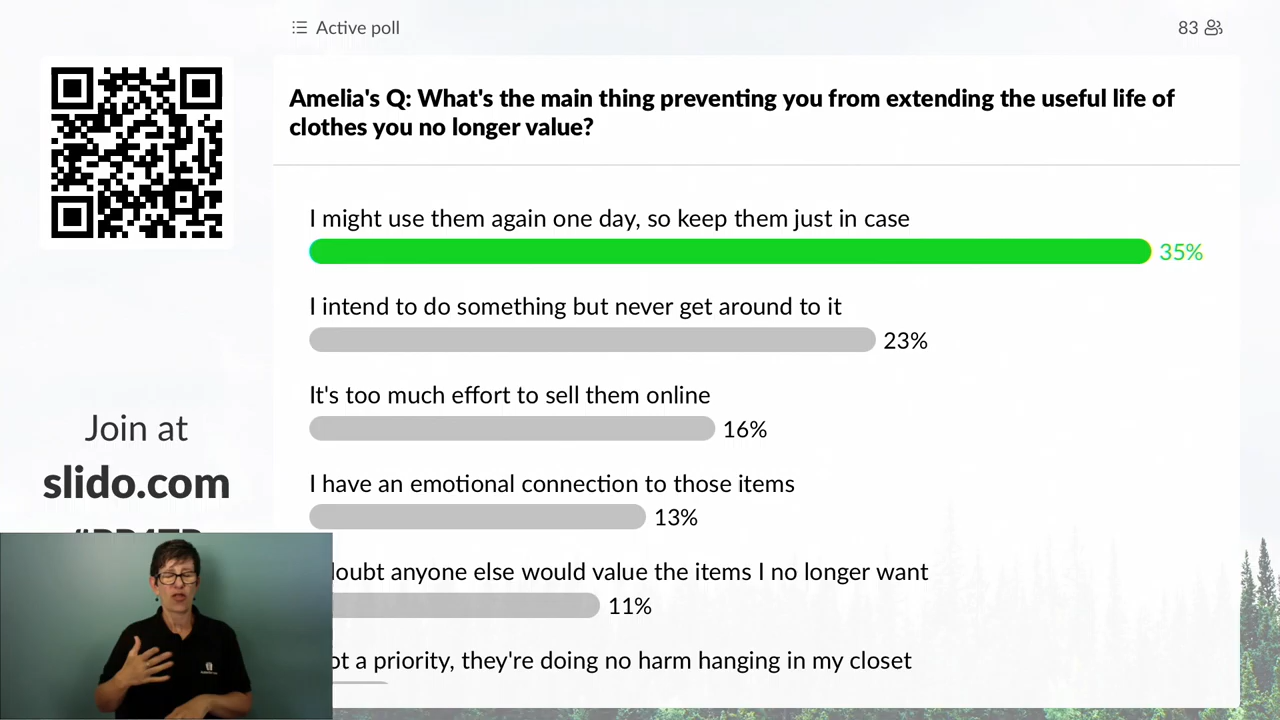 Active poll
83
Amelia's Q: What's the main thing preventing you from extending the useful life of
clothes you no longer value?
I might use them again one day, so keep them just in case
35%
I intend to do something but never get around to it
23%
It's too much effort to sell them online
16%
I have an emotional connection to those items
13%
doubt anyone else would value the items I no longer want
11%
a priority, they're doing no harm hanging in my closet
Join at
slido.com